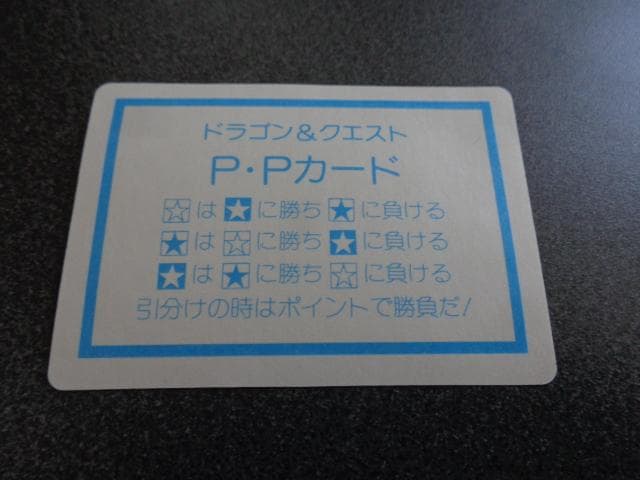 ドラゴン&クエスト
P・Pカード
☆は★に勝ち★に負ける
★は☆に勝ち★に負ける
★は★に勝ち☆に負ける
引分けの時はポイントで勝負だ!